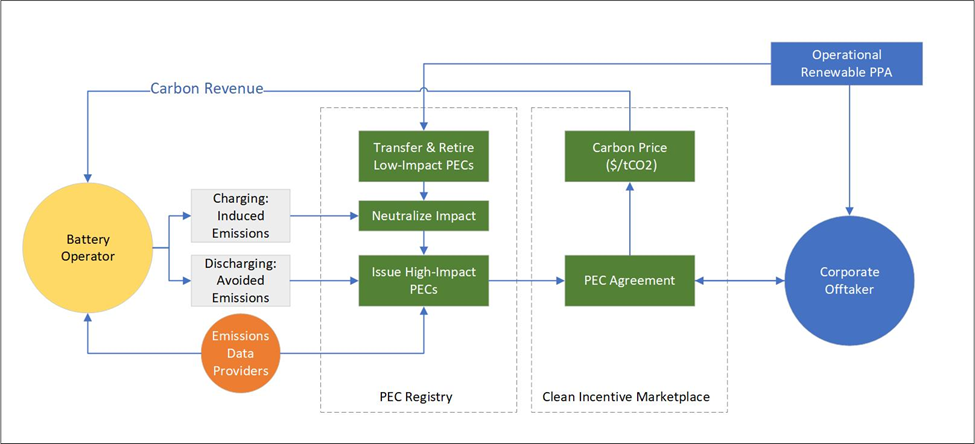 Operational
Renewable PPA
Carbon Revenue
Transfer & Retire
Low-Impact PECs
Carbon Price
($/tCO2)
Charging:
Induced
Emissions
Neutralize Impact
Battery
Operator
Discharging:
Avoided
Emissions
Issue High-Impact
PECs
PEC Agreement
Corporate
Offtaker
Emissions
Data
Providers
PEC Registry
Clean Incentive Marketplace